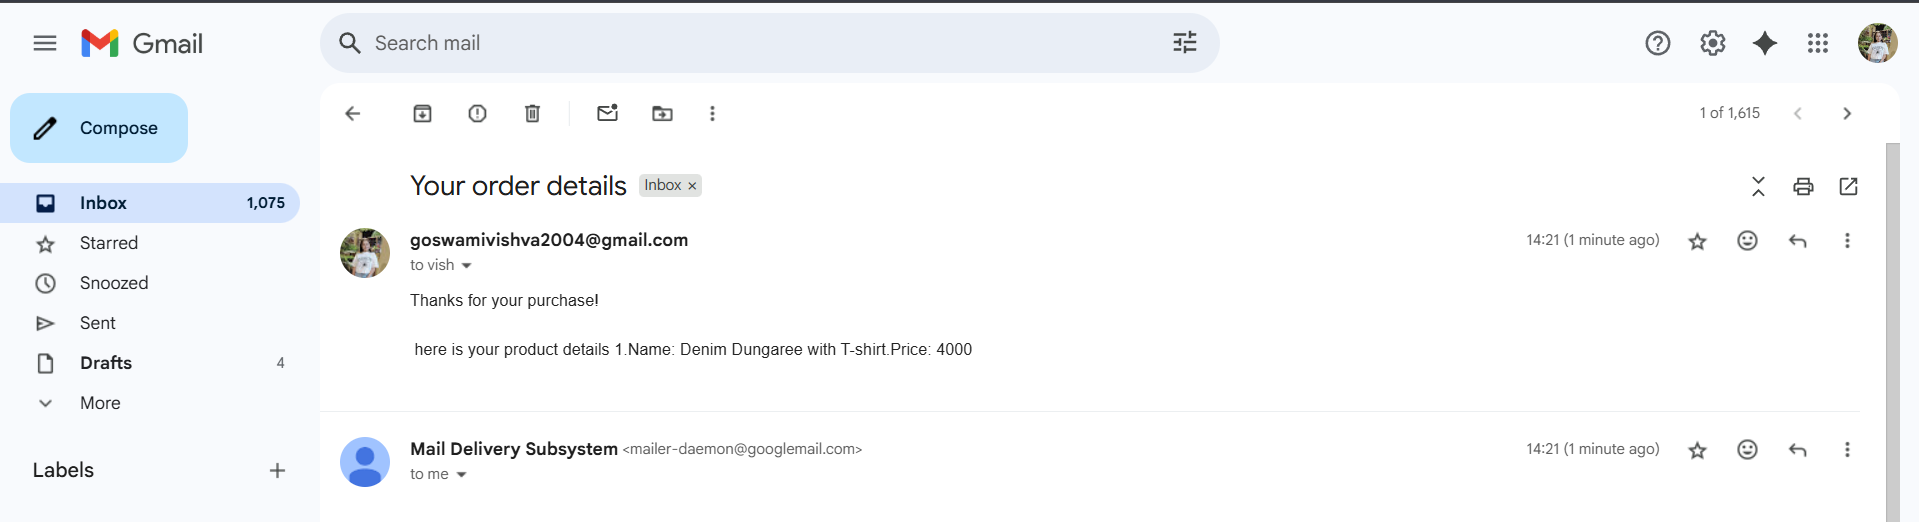 Gmail
Search mail
Compose
1 of 1,615
Inbox 1,075
Starred
Snoozed
Sent
Drafts 4
More
Labels
Your order details Inbox ×
goswamivishva2004@gmail.com 14:21 (1 minute ago)
to vish
Thanks for your purchase!
here is your product details 1.Name: Denim Dungaree with T-shirt.Price: 4000
Mail Delivery Subsystem <mailer-daemon@googlemail.com> 14:21 (1 minute ago)
to me